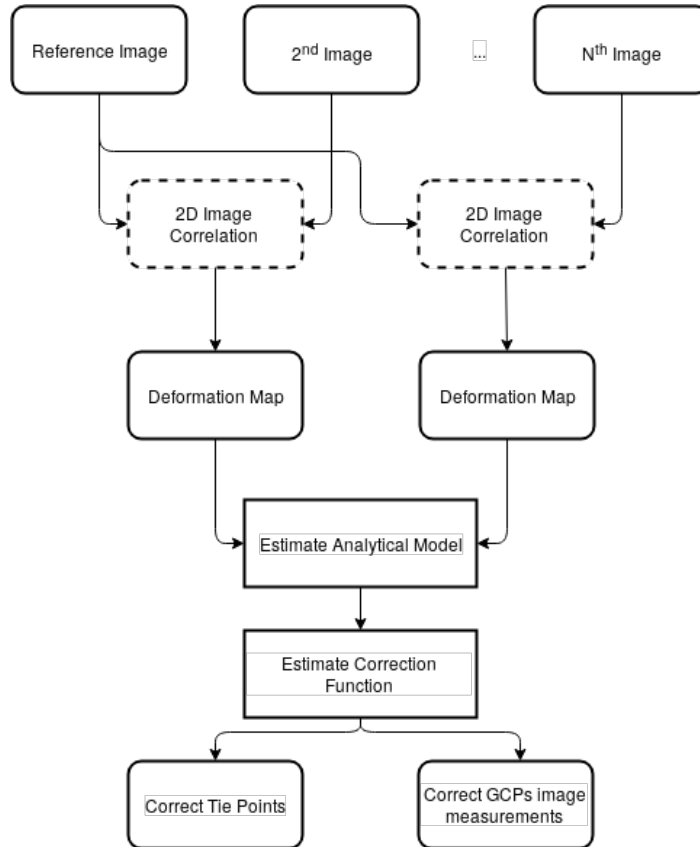 Reference Image
2nd Image
...
Nth Image
2D Image
Correlation
2D Image
Correlation
Deformation Map
Deformation Map
Estimate Analytical Model
Estimate Correction
Function
Correct Tie Points
Correct GCPs image
measurements